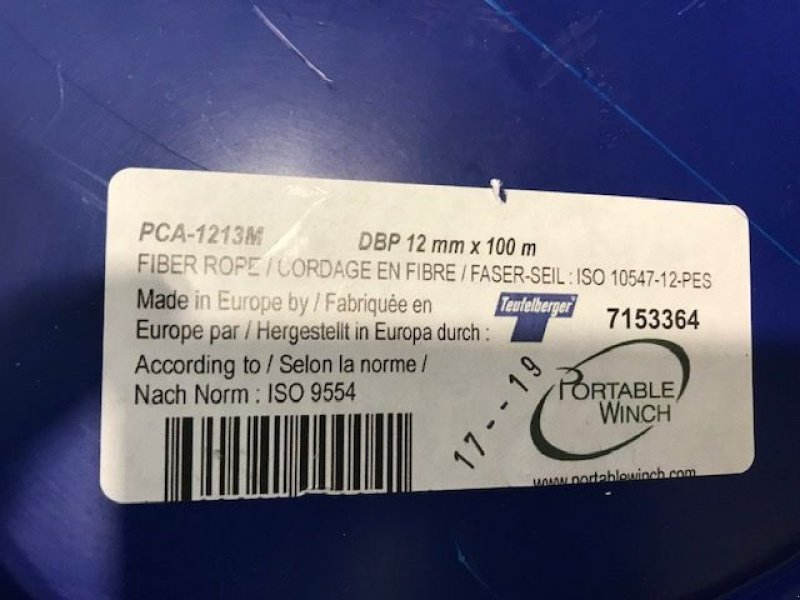 PCA-1213M DBP 12 mm x 100 m
FIBER ROPE / CORDAGE EN FIBRE / FASER-SEIL : ISO 10547-12-PES
Made in Europe by / Fabriquée en
Europe par / Hergestellt in Europa durch : Teufelberger T 7153364
According to / Selon la norme /
Nach Norm : ISO 9554
17--19
PORTABLE
WINCH
www.portablewinch.com